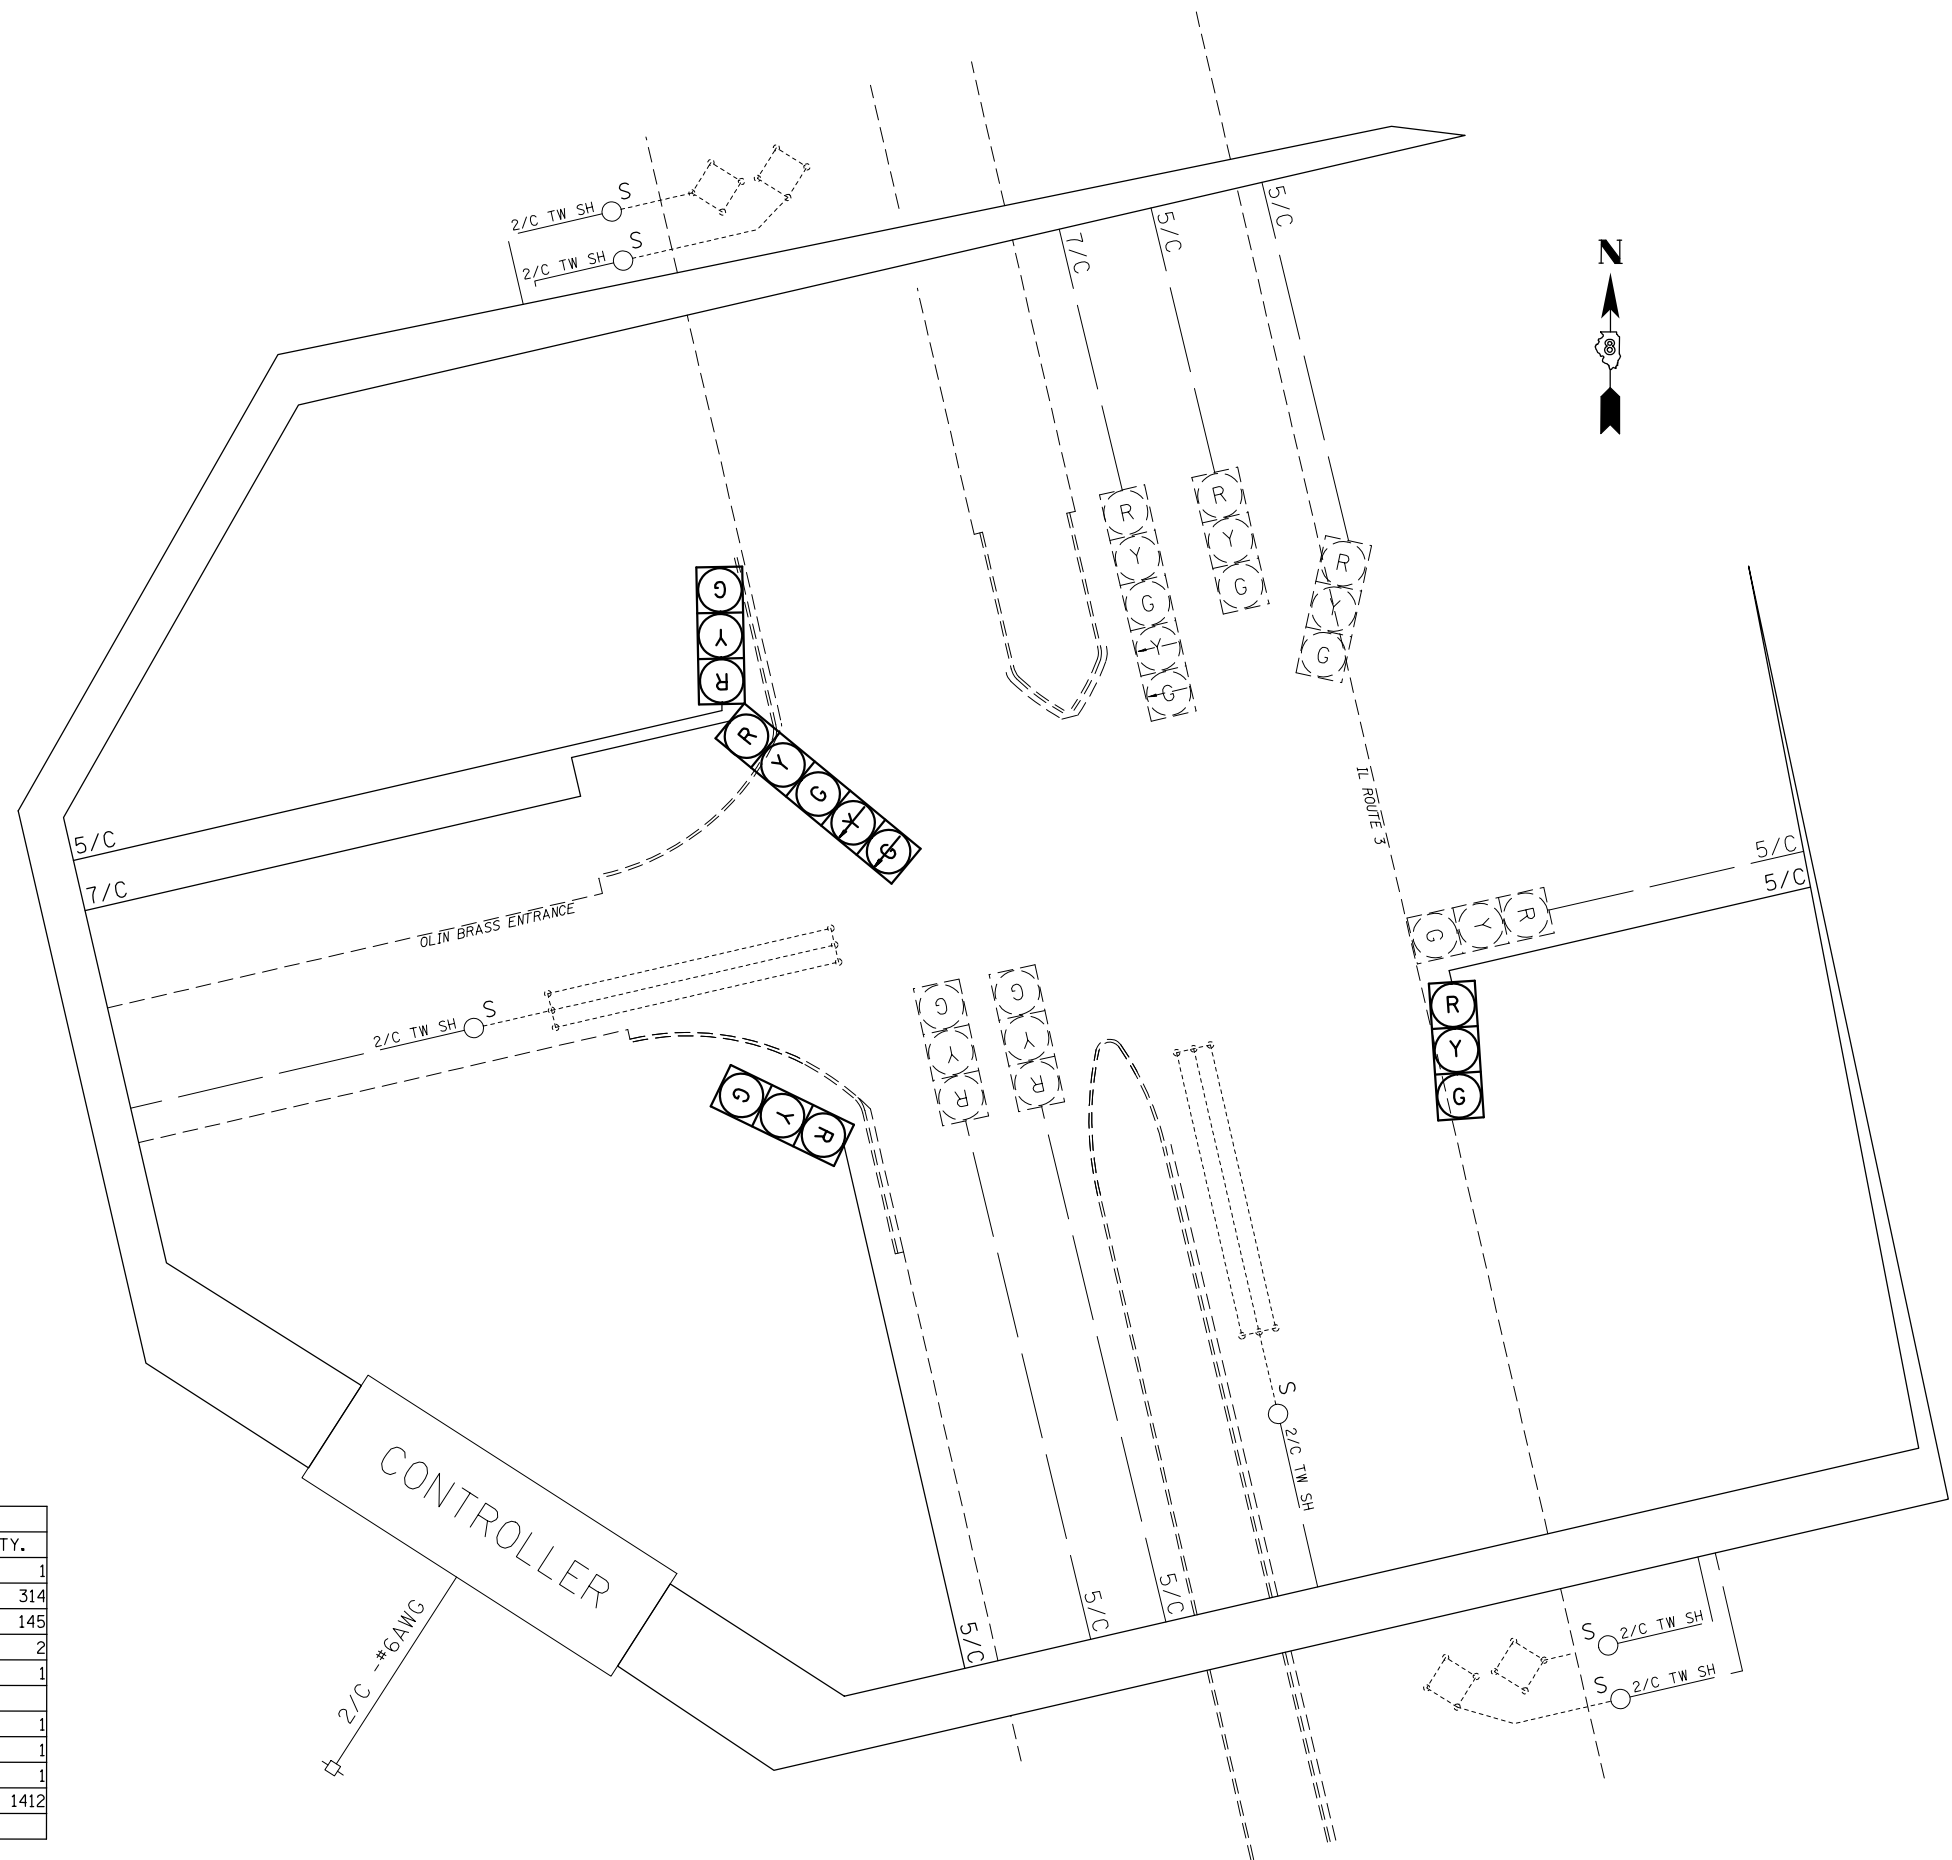 N
8
S
2/C TW SH
S
2/C TW SH
7/C
5/C
5/C
R
Y
G
Y
G
R
Y
G
R
Y
G
G
Y
R
R
Y
G
Y
G
IL ROUTE 3
5/C
7/C
OLIN BRASS ENTRANCE
5/C
5/C
G
Y
R
R
Y
G
S
2/C TW SH
G
Y
R
G
Y
R
G
Y
R
S
2/C TW SH
CONTROLLER
2/C -#6AWG
5/C
5/C
5/C
S
2/C TW SH
S
2/C TW SH
TY.
1
314
145
2
1
1
1
1
1412